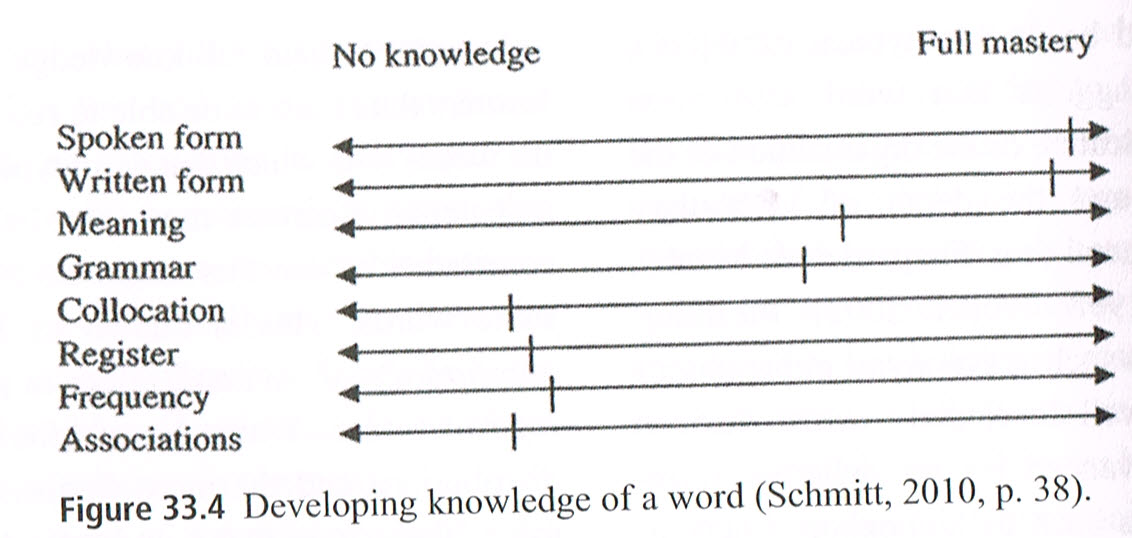 No knowledge Full mastery
Spoken form
Written form
Meaning
Grammar
Collocation
Register
Frequency
Associations
Figure 33.4 Developing knowledge of a word (Schmitt, 2010, p. 38).